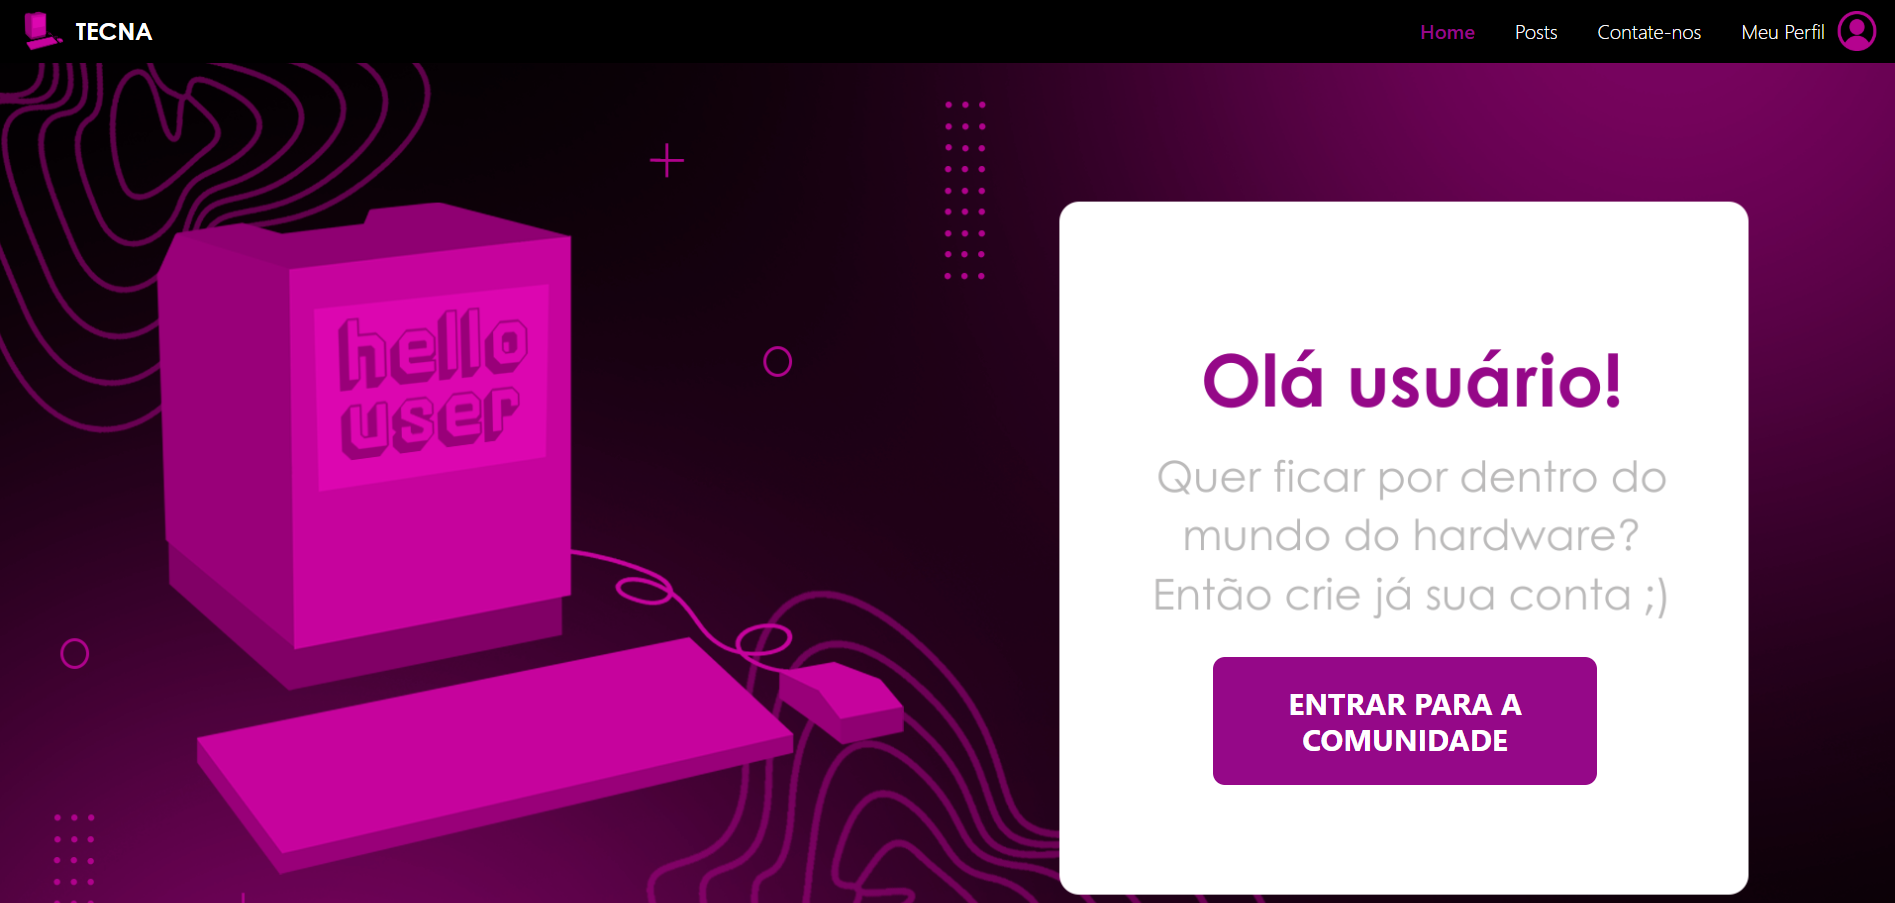 TECNA
Home
Posts
Contate-nos
Meu Perfil
hello
user
Olá usuário!
Quer ficar por dentro do
mundo do hardware?
Então crie já sua conta ;)
ENTRAR PARA A
COMUNIDADE